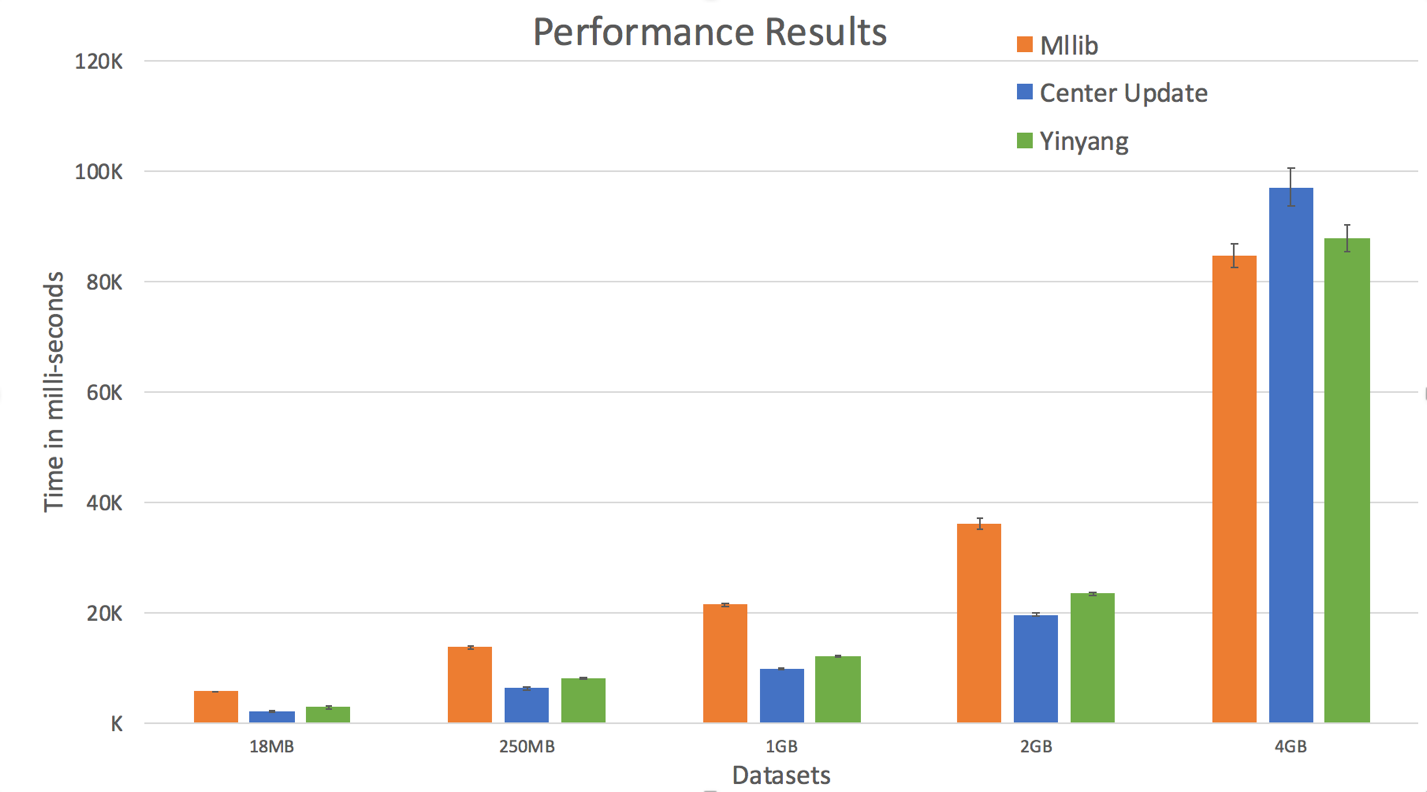 Performance Results
Mllib
Center Update
Yinyang
120K
100K
80K
60K
40K
20K
K
Time in milli-seconds
18MB
250MB
1GB
2GB
4GB
Datasets